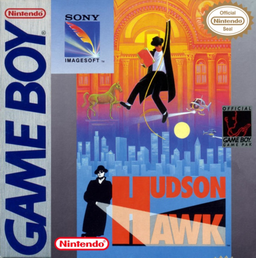 Nintendo
GAME BOY
SONY
IMAGESOFT
Official
Nintendo
Seal
OFFICIAL
GAME BOY
GAME PAK
HUDSON
HAWK
Nintendo